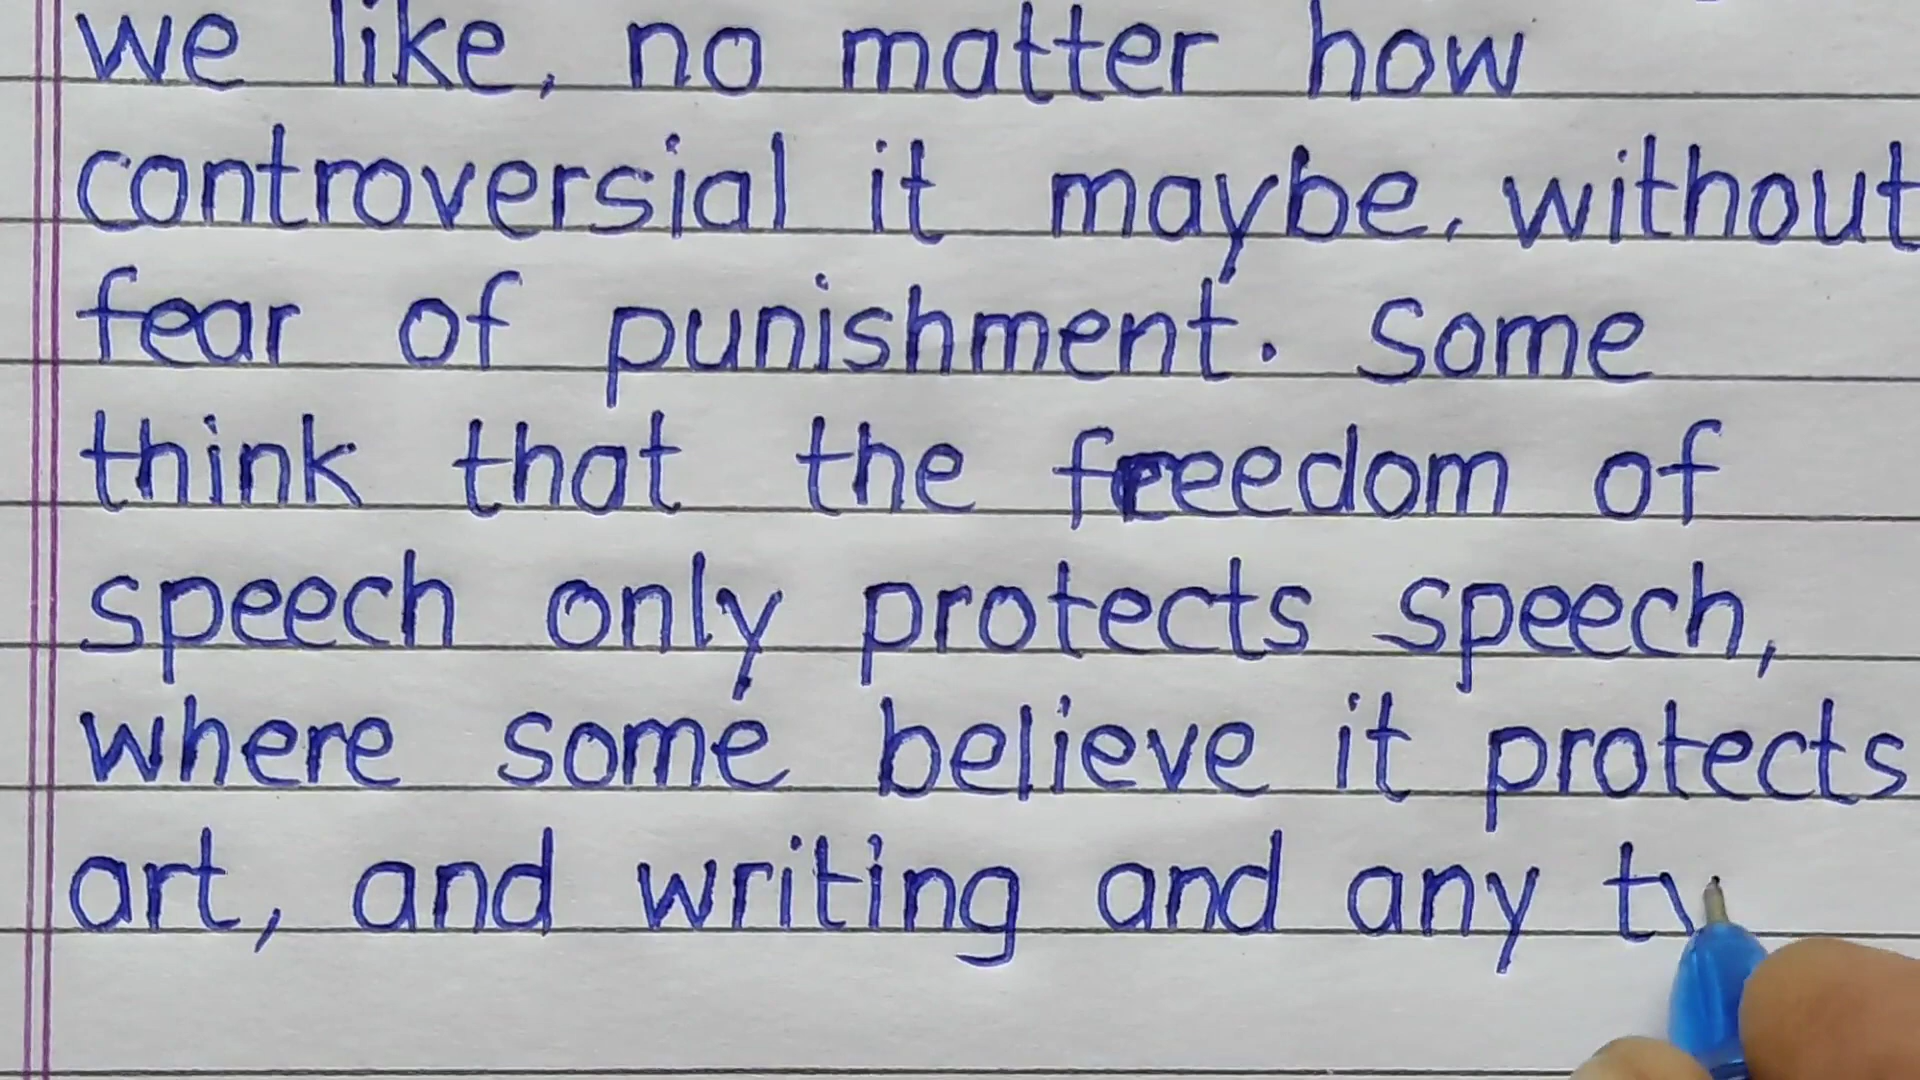 we like, no matter how
controversial it maybe, without
fear of punishment. Some
think that the freedom of
speech only protects speech,
where some believe it protects
art, and writing and any